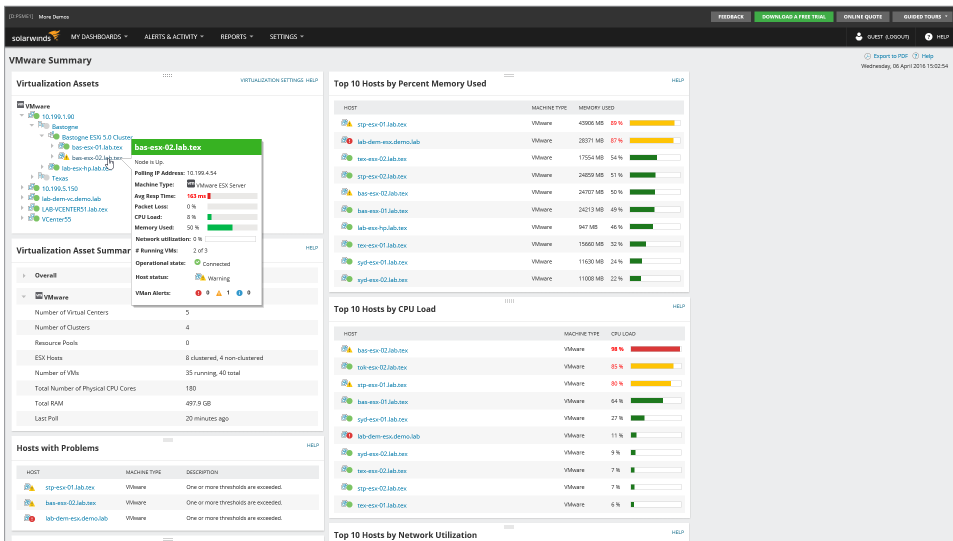 [D:PSVE1] More Demos
FEEDBACK DOWNLOAD A FREE TRIAL ONLINE QUOTE GUIDED TOURS
solarwinds MY DASHBOARDS ALERTS & ACTIVITY REPORTS SETTINGS GUEST (LOGOUT) HELP
VMware Summary
Export to PDF Help
Wednesday, 06 April 2016 15:02:54
Virtualization Assets VIRTUALIZATION SETTINGS HELP
VMware
10.199.1.90
Bastogne
Bastogne ESXi 5.0 Cluster
bas-esx-01.lab.tex
bas-esx-02.lab.tex
lab-esx-hp.lab.tex
Texas
10.199.5.150
lab-dem-vc.demo.lab
LAB-VCENTER51.lab.tex
VCenter55
bas-esx-02.lab.tex
Node is Up.
Polling IP Address: 10.199.4.54
Machine Type: VMware ESX Server
Avg Resp Time: 163 ms
Packet Loss: 0 %
CPU Load: 8 %
Memory Used: 50 %
Network utilization: 0 %
# Running VMs: 2 of 3
Operational state: Connected
Host status: Warning
VMan Alerts: 0 1 0
Virtualization Asset Summar HELP
Overall
VMware
Number of Virtual Centers 5
Number of Clusters 4
Resource Pools 0
ESX Hosts 8 clustered, 4 non-clustered
Number of VMs 35 running, 40 total
Total Number of Physical CPU Cores 180
Total RAM 497.9 GB
Last Poll 20 minutes ago
Hosts with Problems HELP
HOST MACHINE TYPE DESCRIPTION
stp-esx-01.lab.tex VMware One or more thresholds are exceeded.
bas-esx-02.lab.tex VMware One or more thresholds are exceeded.
lab-dem-esx.demo.lab VMware One or more thresholds are exceeded.
Top 10 Hosts by Percent Memory Used HELP
HOST MACHINE TYPE MEMORY USED
stp-esx-01.lab.tex VMware 43906 MB 89 %
lab-dem-esx.demo.lab VMware 28371 MB 87 %
tex-esx-02.lab.tex VMware 17554 MB 54 %
stp-esx-02.lab.tex VMware 24859 MB 51 %
bas-esx-02.lab.tex VMware 24707 MB 50 %
bas-esx-01.lab.tex VMware 24213 MB 49 %
lab-esx-hp.lab.tex VMware 947 MB 46 %
tex-esx-01.lab.tex VMware 15660 MB 32 %
syd-esx-01.lab.tex VMware 11630 MB 24 %
syd-esx-02.lab.tex VMware 11008 MB 22 %
Top 10 Hosts by CPU Load HELP
HOST MACHINE TYPE CPU LOAD
bas-esx-02.lab.tex VMware 98 %
tok-esx-02.lab.tex VMware 85 %
stp-esx-01.lab.tex VMware 80 %
bas-esx-01.lab.tex VMware 64 %
syd-esx-01.lab.tex VMware 27 %
lab-dem-esx.demo.lab VMware 11 %
syd-esx-02.lab.tex VMware 9 %
tex-esx-02.lab.tex VMware 7 %
stp-esx-02.lab.tex VMware 7 %
tex-esx-01.lab.tex VMware 6 %
Top 10 Hosts by Network Utilization HELP